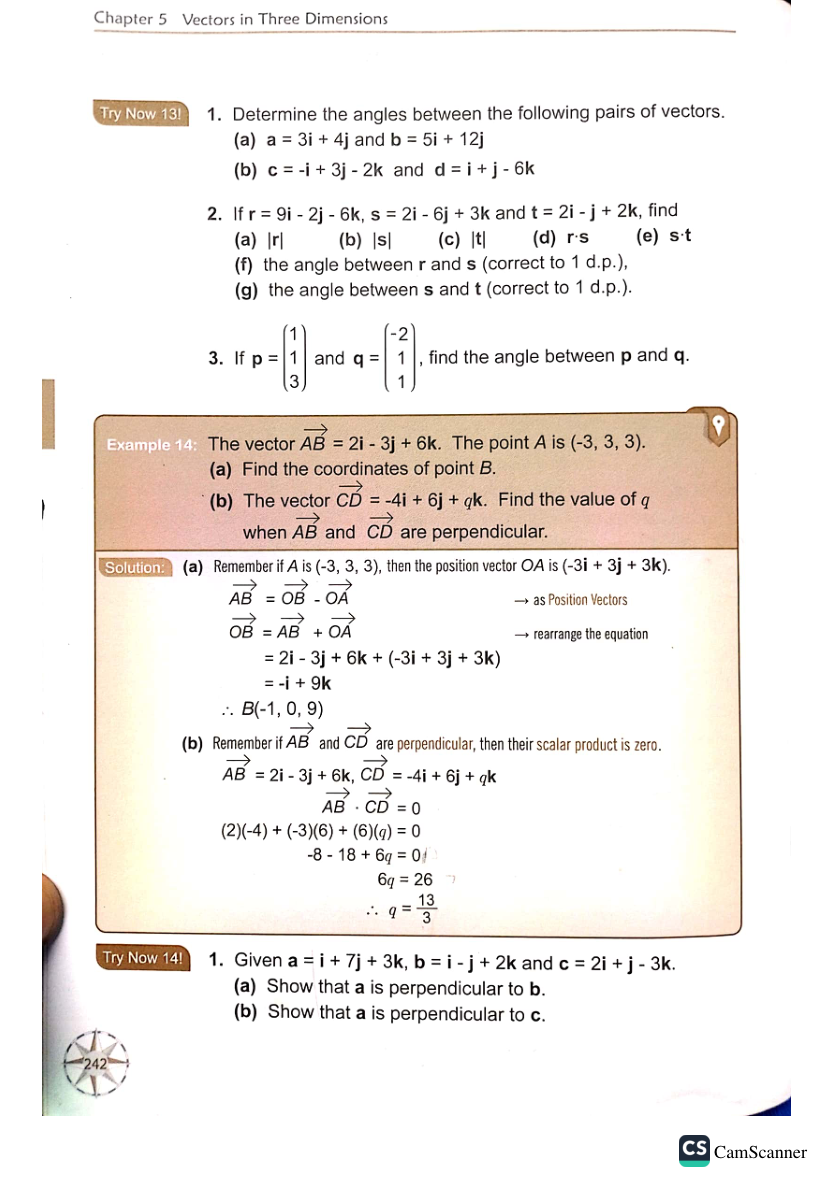 Chapter 5 Vectors in Three Dimensions
Try Now 13! 1. Determine the angles between the following pairs of vectors.
(a) a = 3i + 4j and b = 5i + 12j
(b) c = -i + 3j - 2k and d = i + j - 6k
2. If r = 9i - 2j - 6k, s = 2i - 6j + 3k and t = 2i - j + 2k, find
(a) |r| (b) |s| (c) |t| (d) r·s (e) s·t
(f) the angle between r and s (correct to 1 d.p.),
(g) the angle between s and t (correct to 1 d.p.).
3. If p = (1 1 3) and q = (-2 1 1), find the angle between p and q.
Example 14: The vector AB = 2i - 3j + 6k. The point A is (-3, 3, 3).
(a) Find the coordinates of point B.
(b) The vector CD = -4i + 6j + qk. Find the value of q
when AB and CD are perpendicular.
Solution: (a) Remember if A is (-3, 3, 3), then the position vector OA is (-3i + 3j + 3k).
AB = OB - OA → as Position Vectors
OB = AB + OA → rearrange the equation
= 2i - 3j + 6k + (-3i + 3j + 3k)
= -i + 9k
∴ B(-1, 0, 9)
(b) Remember if AB and CD are perpendicular, then their scalar product is zero.
AB = 2i - 3j + 6k, CD = -4i + 6j + qk
AB · CD = 0
(2)(-4) + (-3)(6) + (6)(q) = 0
-8 - 18 + 6q = 0
6q = 26
∴ q = 13/3
Try Now 14! 1. Given a = i + 7j + 3k, b = i - j + 2k and c = 2i + j - 3k.
(a) Show that a is perpendicular to b.
(b) Show that a is perpendicular to c.
242
CS CamScanner